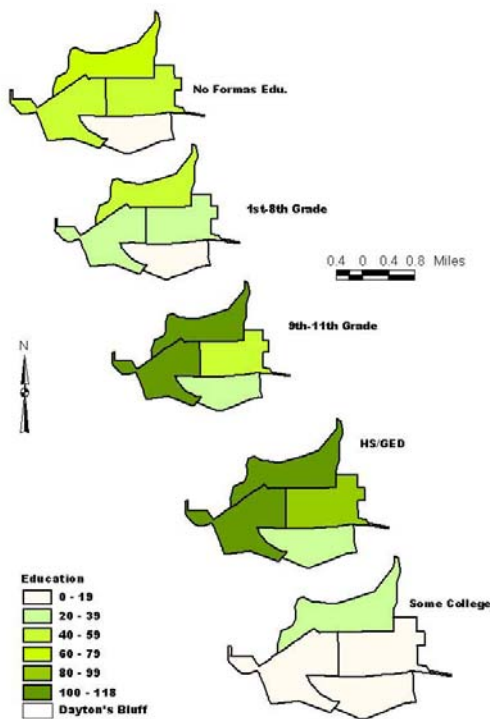 No Formas Edu.
1st-8th Grade
0.4 0 0.4 0.8 Miles
9th-11th Grade
N
HS/GED
Some College
Education
0 - 19
20 - 39
40 - 59
60 - 79
80 - 99
100 - 118
Dayton's Bluff